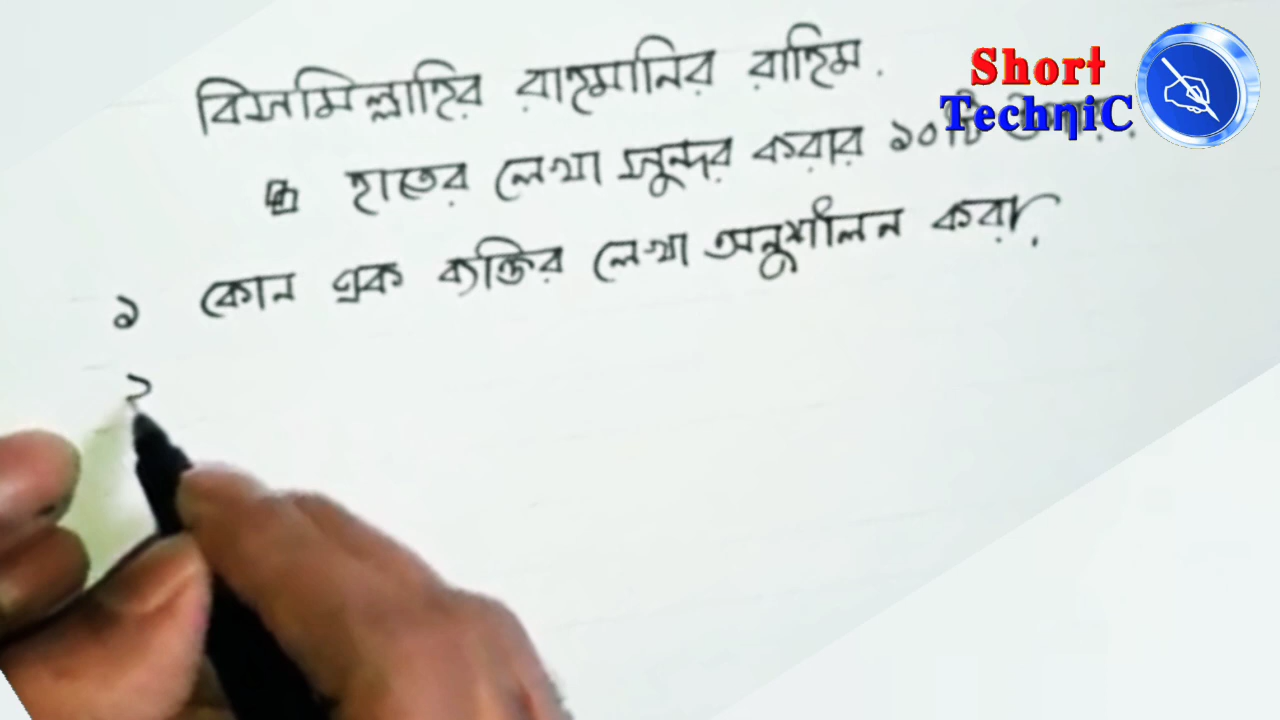 বিসমিল্লাহির রাহমানির রাহিম.
হাতের লেখা সুন্দর করার ১০টি
১ কোন এক ব্যক্তির লেখা অনুশীলন করা.
২
Short
TechniC